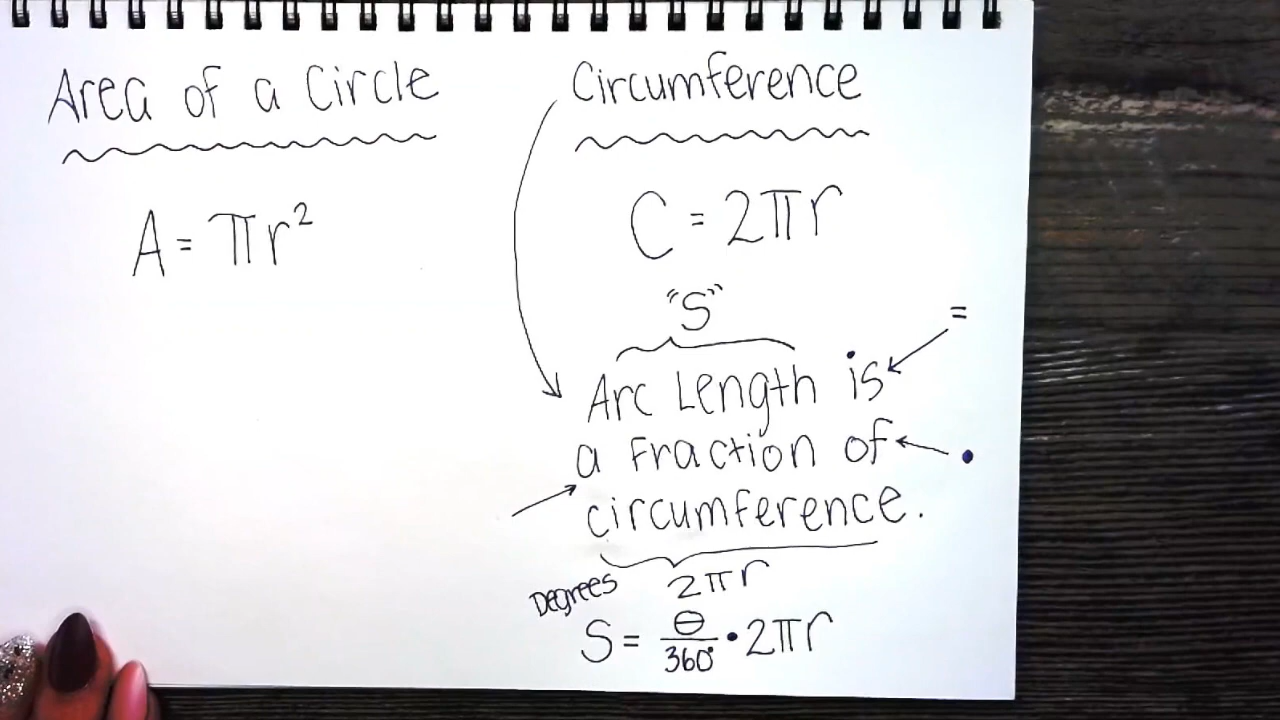 Area of a Circle
A = πr²
Circumference
C = 2πr
"S"
=
Arc Length is
a fraction of
•
circumference.
2πr
Degrees
S = θ/360° • 2πr